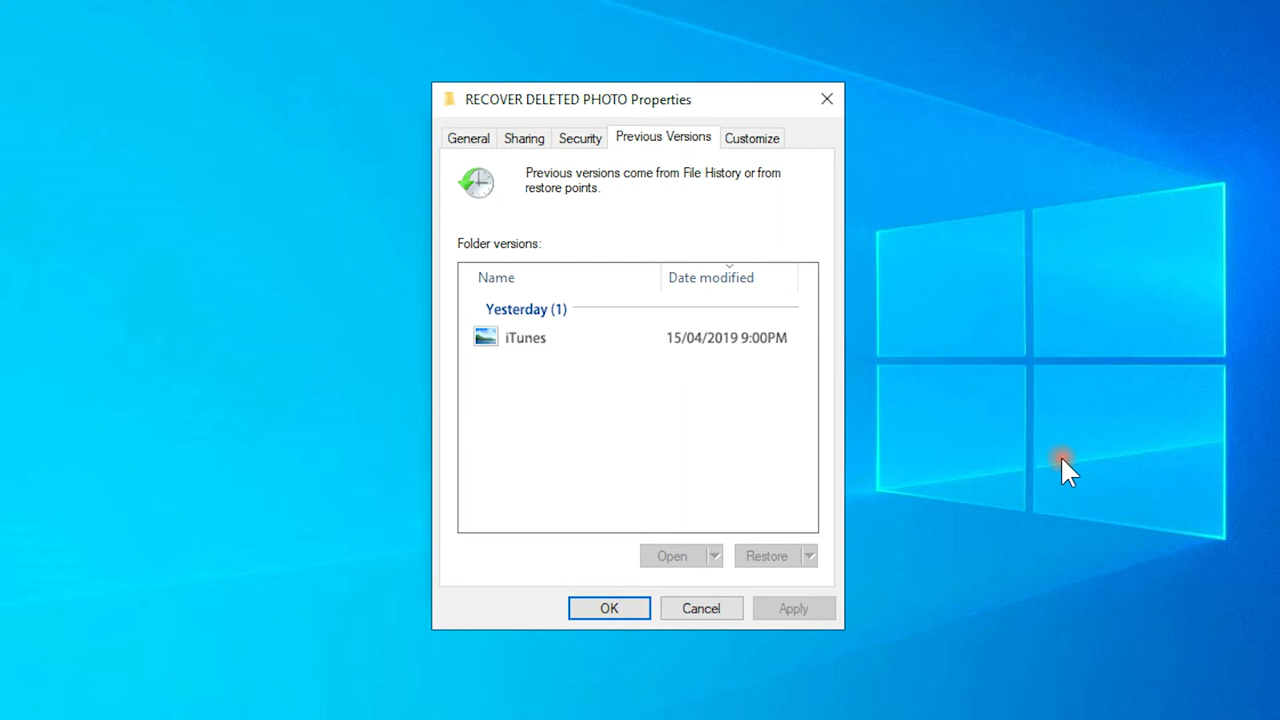 RECOVER DELETED PHOTO Properties
General Sharing Security Previous Versions Customize
Previous versions come from File History or from
restore points.
Folder versions:
Name Date modified
Yesterday (1)
iTunes 15/04/2019 9:00PM
Open Restore
OK Cancel Apply